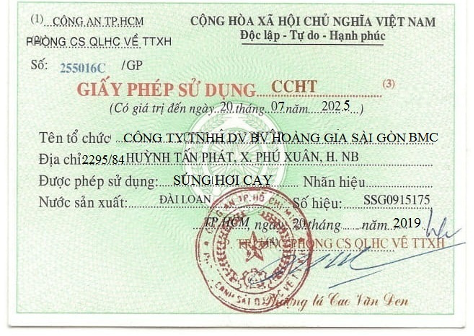 (1) CÔNG AN TP.HCM
PHÒNG CS QLHC VỀ TTXH
Số: 255016C /GP
CỘNG HÒA XÃ HỘI CHỦ NGHĨA VIỆT NAM
Độc lập - Tự do - Hạnh phúc
GIẤY PHÉP SỬ DỤNG CCHT (3)
(Có giá trị đến ngày 20 tháng 07 năm 2025)
Tên tổ chức CÔNG TY TNHH DV BV HOÀNG GIA SÀI GÒN BMC
Địa chỉ 2295/84 HUỲNH TẤN PHÁT, X. PHÚ XUÂN, H. NB
Được phép sử dụng: SÚNG HƠI CAY Nhãn hiệu
Nước sản xuất: ĐÀI LOAN Số hiệu: SSG0915175
TP.HCM, ngày 20 tháng năm 2019
P. TRƯỞNG PHÒNG CS QLHC VỀ TTXH
Thượng tá Cao Văn Đen